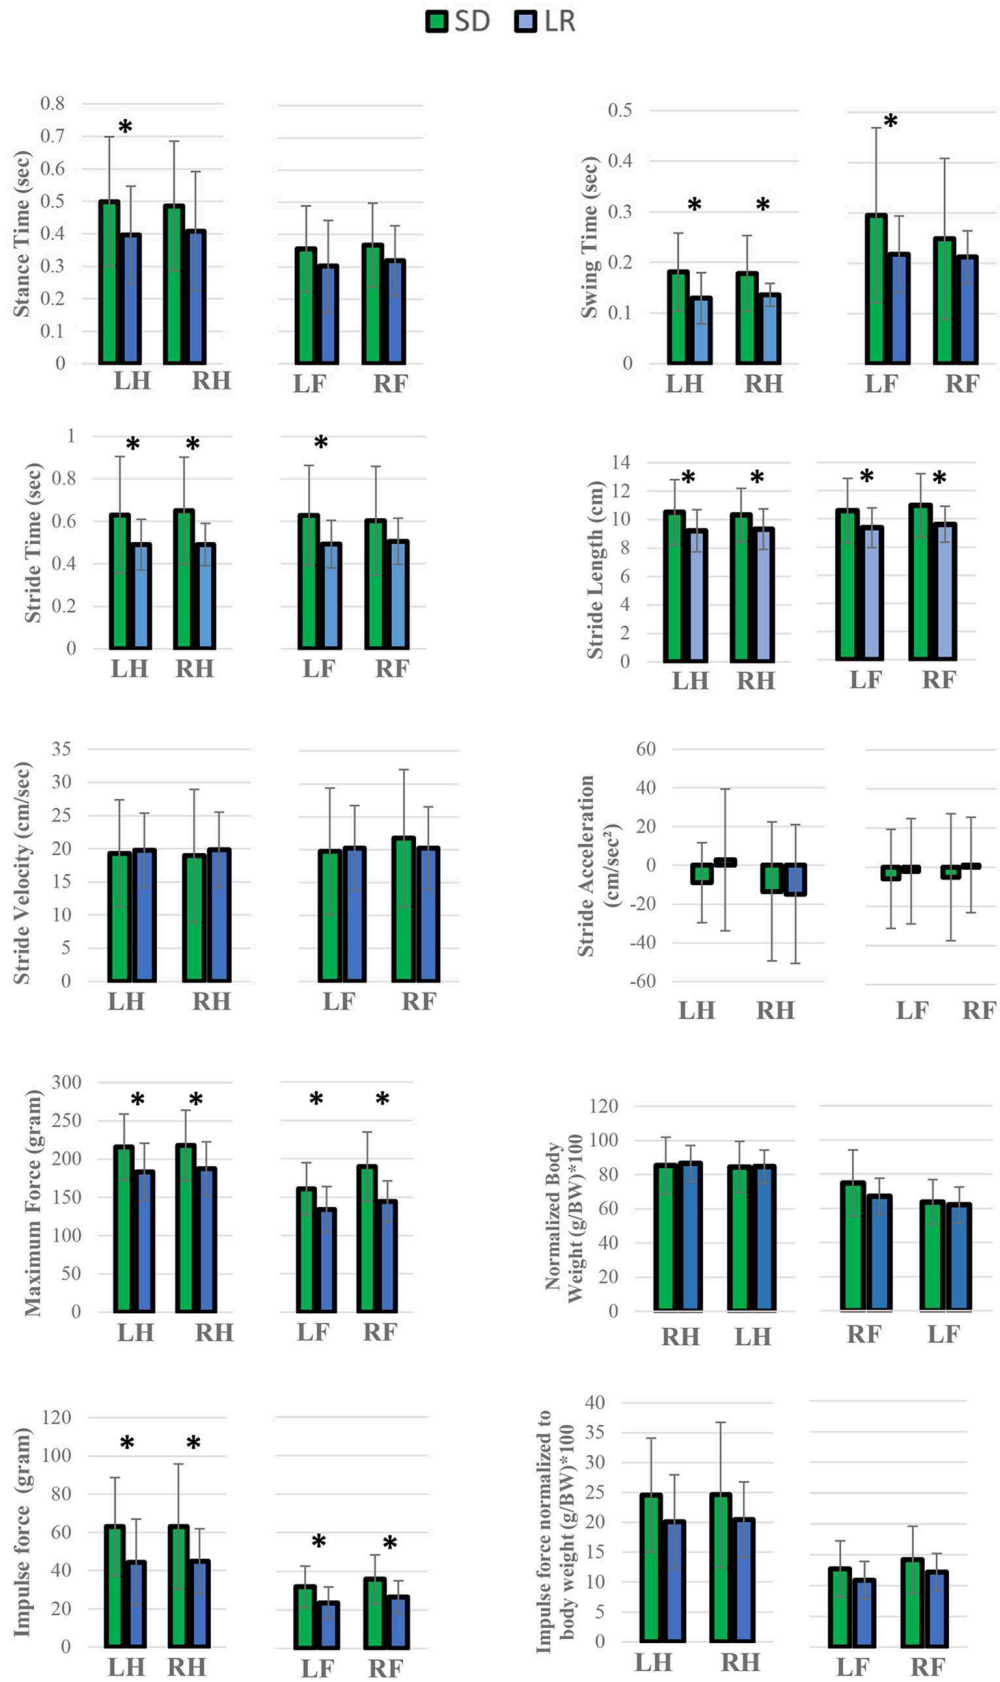 SD LR
Stance Time (sec)
0.8
0.7
0.6
0.5
0.4
0.3
0.2
0.1
0
*
LH RH
LF RF
Swing Time (sec)
0.5
0.4
0.3
0.2
0.1
0
* *
LH RH
*
LF RF
Stride Time (sec)
1
0.8
0.6
0.4
0.2
0
* *
LH RH
*
LF RF
Stride Length (cm)
14
12
10
8
6
4
2
0
* *
LH RH
* *
LF RF
Stride Velocity (cm/sec)
35
30
25
20
15
10
5
0
LH RH
LF RF
Stride Acceleration
(cm/sec²)
60
40
20
0
-20
-40
-60
LH RH
LF RF
Maximum Force (gram)
300
250
200
150
100
50
0
* *
LH RH
* *
LF RF
Normalized Body
Weight (g/BW)*100
120
100
80
60
40
20
0
RH LH
RF LF
Impulse force (gram)
120
100
80
60
40
20
0
* *
LH RH
* *
LF RF
Impulse force normalized to
body weight (g/BW)*100
40
35
30
25
20
15
10
5
0
LH RH
LF RF